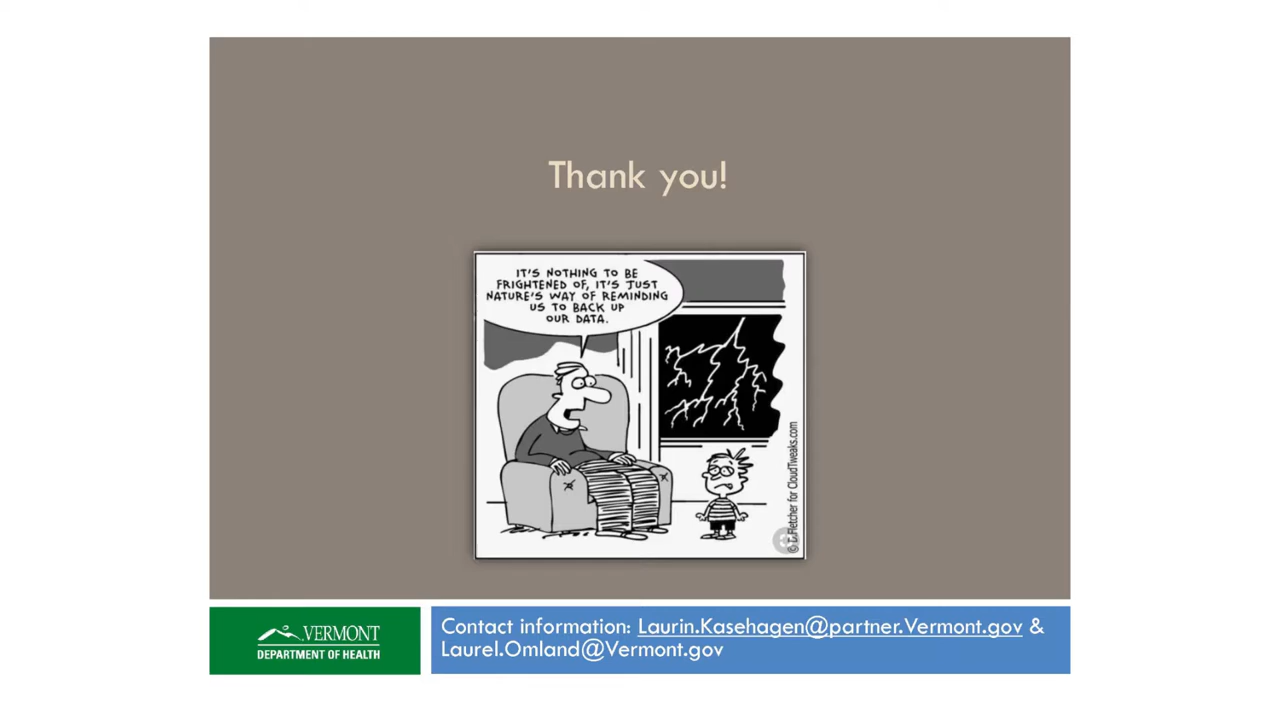 Thank you!
IT'S NOTHING TO BE
FRIGHTENED OF, IT'S JUST
NATURE'S WAY OF REMINDING
US TO BACK UP
OUR DATA.
© L.Fletcher for CloudTweaks.com
VERMONT
DEPARTMENT OF HEALTH
Contact information: Laurin.Kasehagen@partner.Vermont.gov &
Laurel.Omland@Vermont.gov